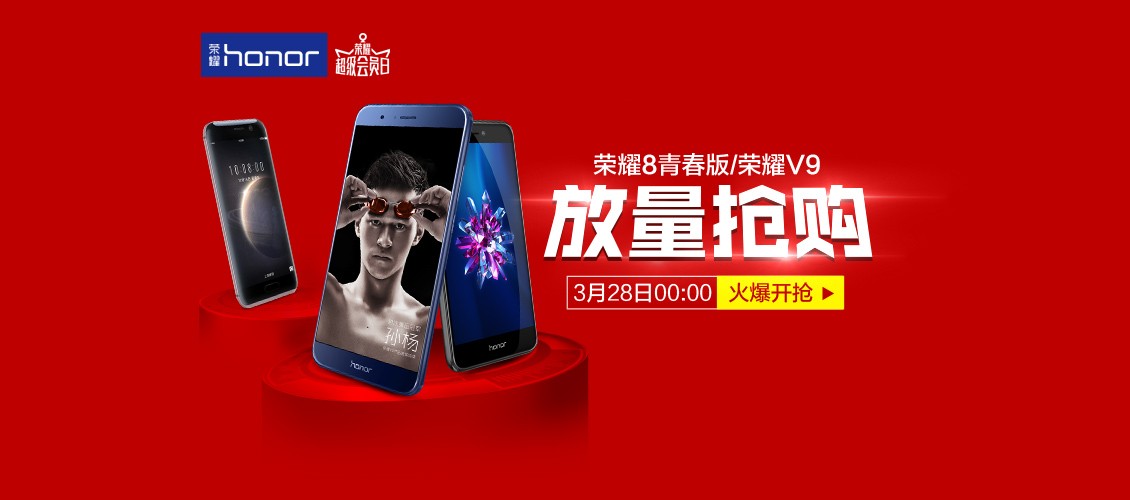 荣耀 honor
荣耀
超级会员日
荣耀8青春版/荣耀V9
放量抢购
3月28日00:00 火爆开抢
10:08:00
孙杨
honor
honor